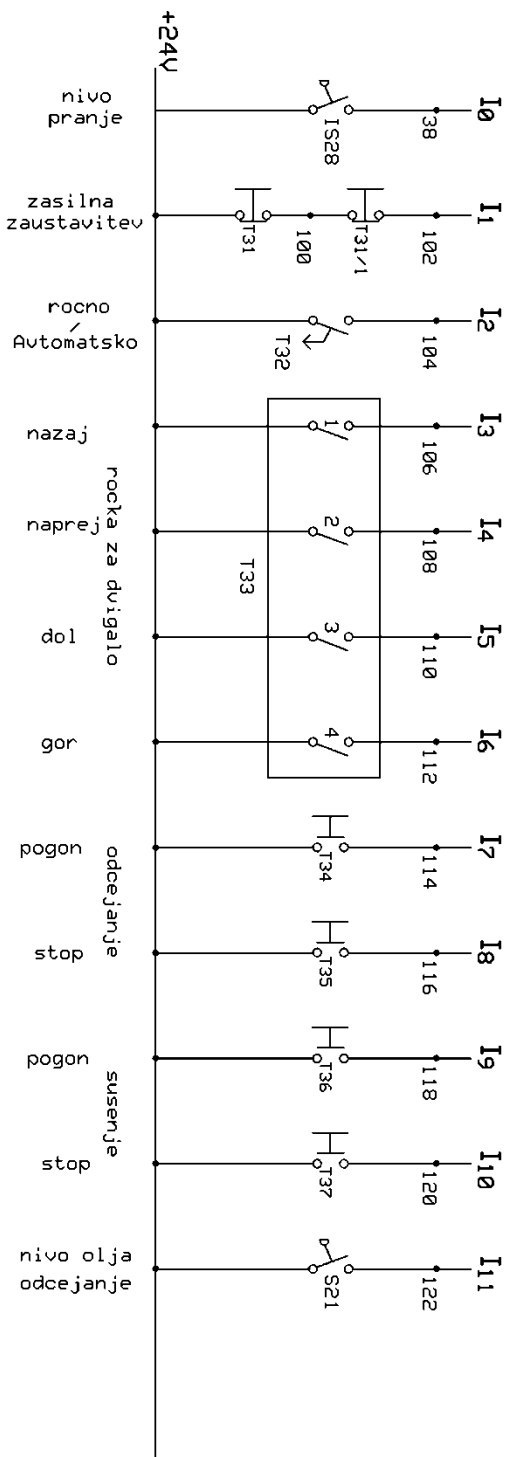 +24V
nivo
pranje
IS28
38
I0
zasilna
zaustavitev
T31
100
T31/1
102
I1
rocno
/
Avtomatsko
T32
104
I2
nazaj
1
106
I3
naprej
2
108
I4
rocka za dvigalo
T33
dol
3
110
I5
gor
4
112
I6
pogon
T34
114
I7
odcejanje
stop
T35
116
I8
pogon
T36
118
I9
susenje
stop
T37
120
I10
nivo olja
odcejanje
S21
122
I11